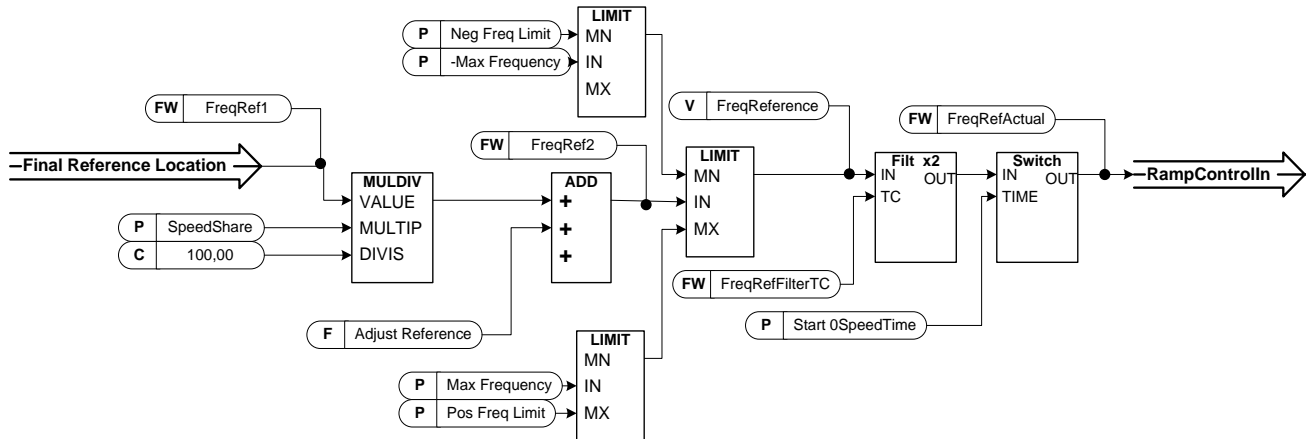 LIMIT
P Neg Freq Limit MN
P -Max Frequency IN
MX
FW FreqRef1
V FreqReference
FW FreqRefActual
FW FreqRef2
Final Reference Location
LIMIT
Filt x2
Switch
RampControlIn
MULDIV
ADD
MN
IN
OUT
IN
OUT
VALUE
+
IN
TC
TIME
P SpeedShare MULTIP
+
MX
C 100,00 DIVIS
+
FW FreqRefFilterTC
F Adjust Reference
P Start 0SpeedTime
LIMIT
MN
P Max Frequency IN
P Pos Freq Limit MX